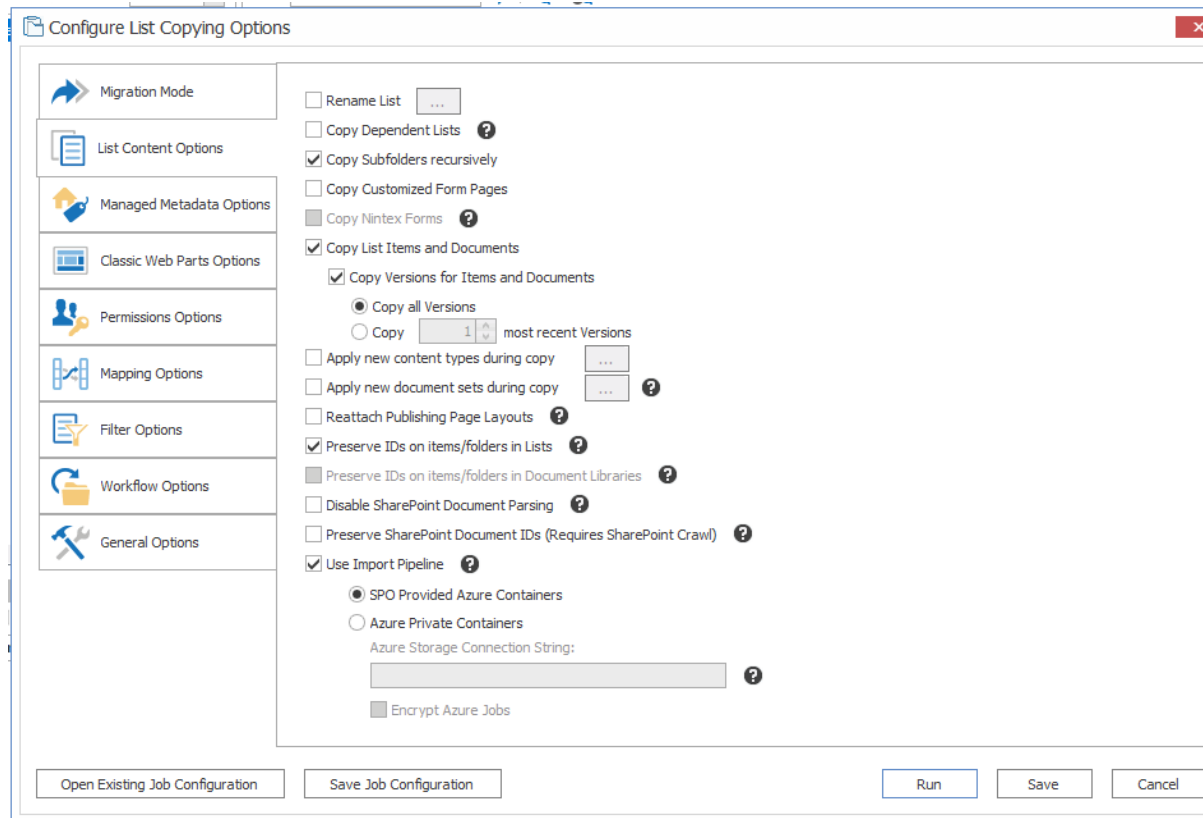 Configure List Copying Options
Migration Mode
List Content Options
Managed Metadata Options
Classic Web Parts Options
Permissions Options
Mapping Options
Filter Options
Workflow Options
General Options
Rename List ...
Copy Dependent Lists ?
Copy Subfolders recursively
Copy Customized Form Pages
Copy Nintex Forms ?
Copy List Items and Documents
Copy Versions for Items and Documents
Copy all Versions
Copy 1 most recent Versions
Apply new content types during copy ...
Apply new document sets during copy ... ?
Reattach Publishing Page Layouts ?
Preserve IDs on items/folders in Lists ?
Preserve IDs on items/folders in Document Libraries ?
Disable SharePoint Document Parsing ?
Preserve SharePoint Document IDs (Requires SharePoint Crawl) ?
Use Import Pipeline ?
SPO Provided Azure Containers
Azure Private Containers
Azure Storage Connection String:
?
Encrypt Azure Jobs
Open Existing Job Configuration Save Job Configuration Run Save Cancel